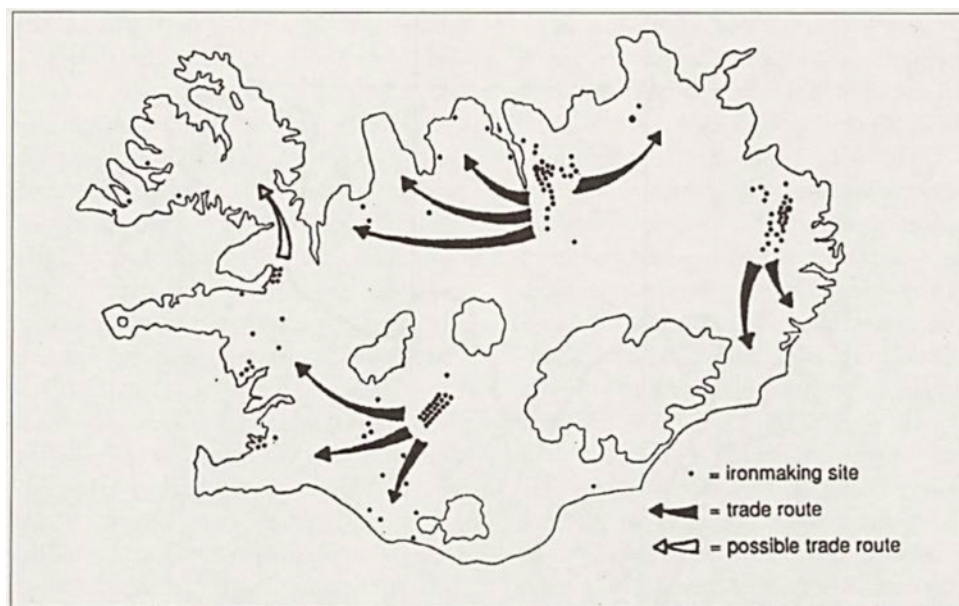 • = ironmaking site
= trade route
= possible trade route